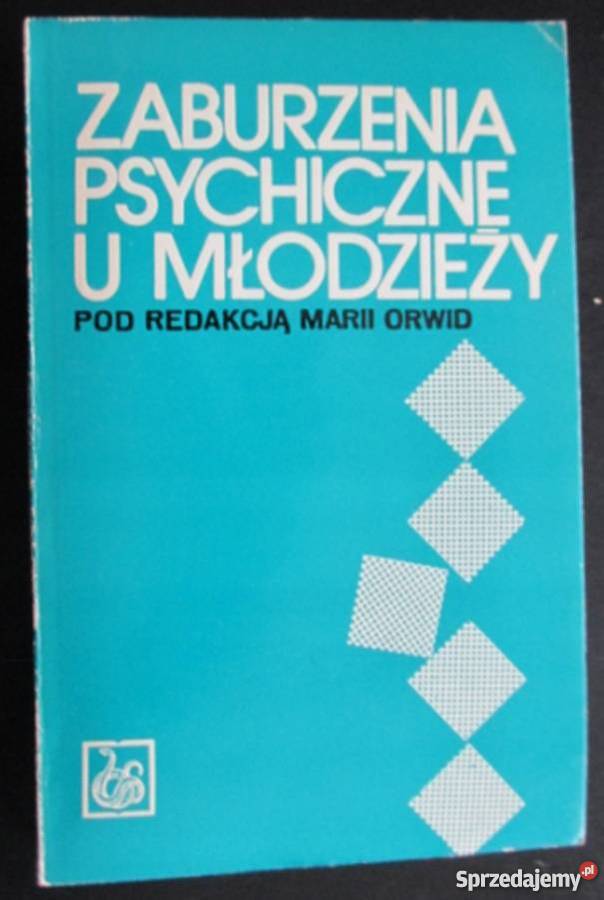 ZABURZENIA
PSYCHICZNE
U MŁODZIEŻY
POD REDAKCJĄ MARII ORWID
Sprzedajemy.pl